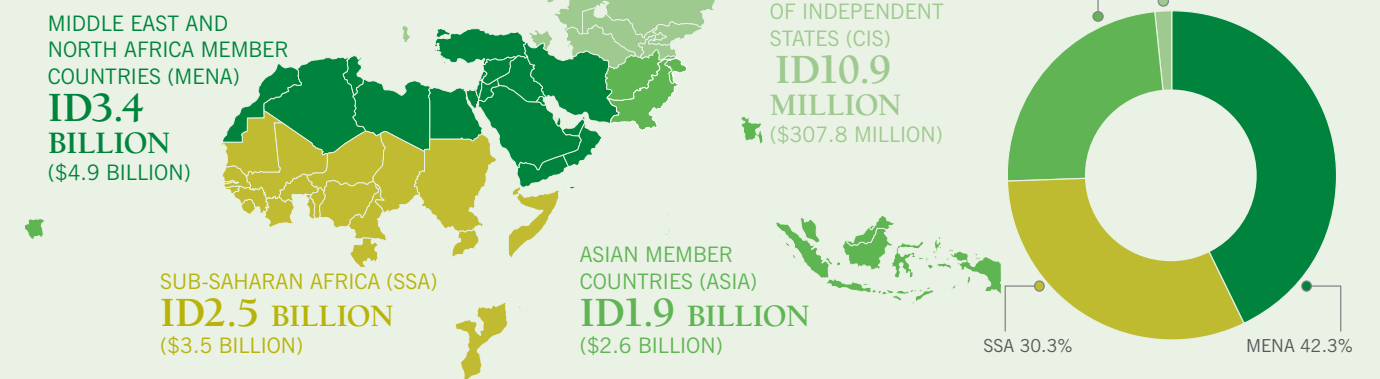 MIDDLE EAST AND
NORTH AFRICA MEMBER
COUNTRIES (MENA)
ID3.4
BILLION
($4.9 BILLION)
OF INDEPENDENT
STATES (CIS)
ID10.9
MILLION
($307.8 MILLION)
SUB-SAHARAN AFRICA (SSA)
ID2.5 BILLION
($3.5 BILLION)
ASIAN MEMBER
COUNTRIES (ASIA)
ID1.9 BILLION
($2.6 BILLION)
SSA 30.3%
MENA 42.3%